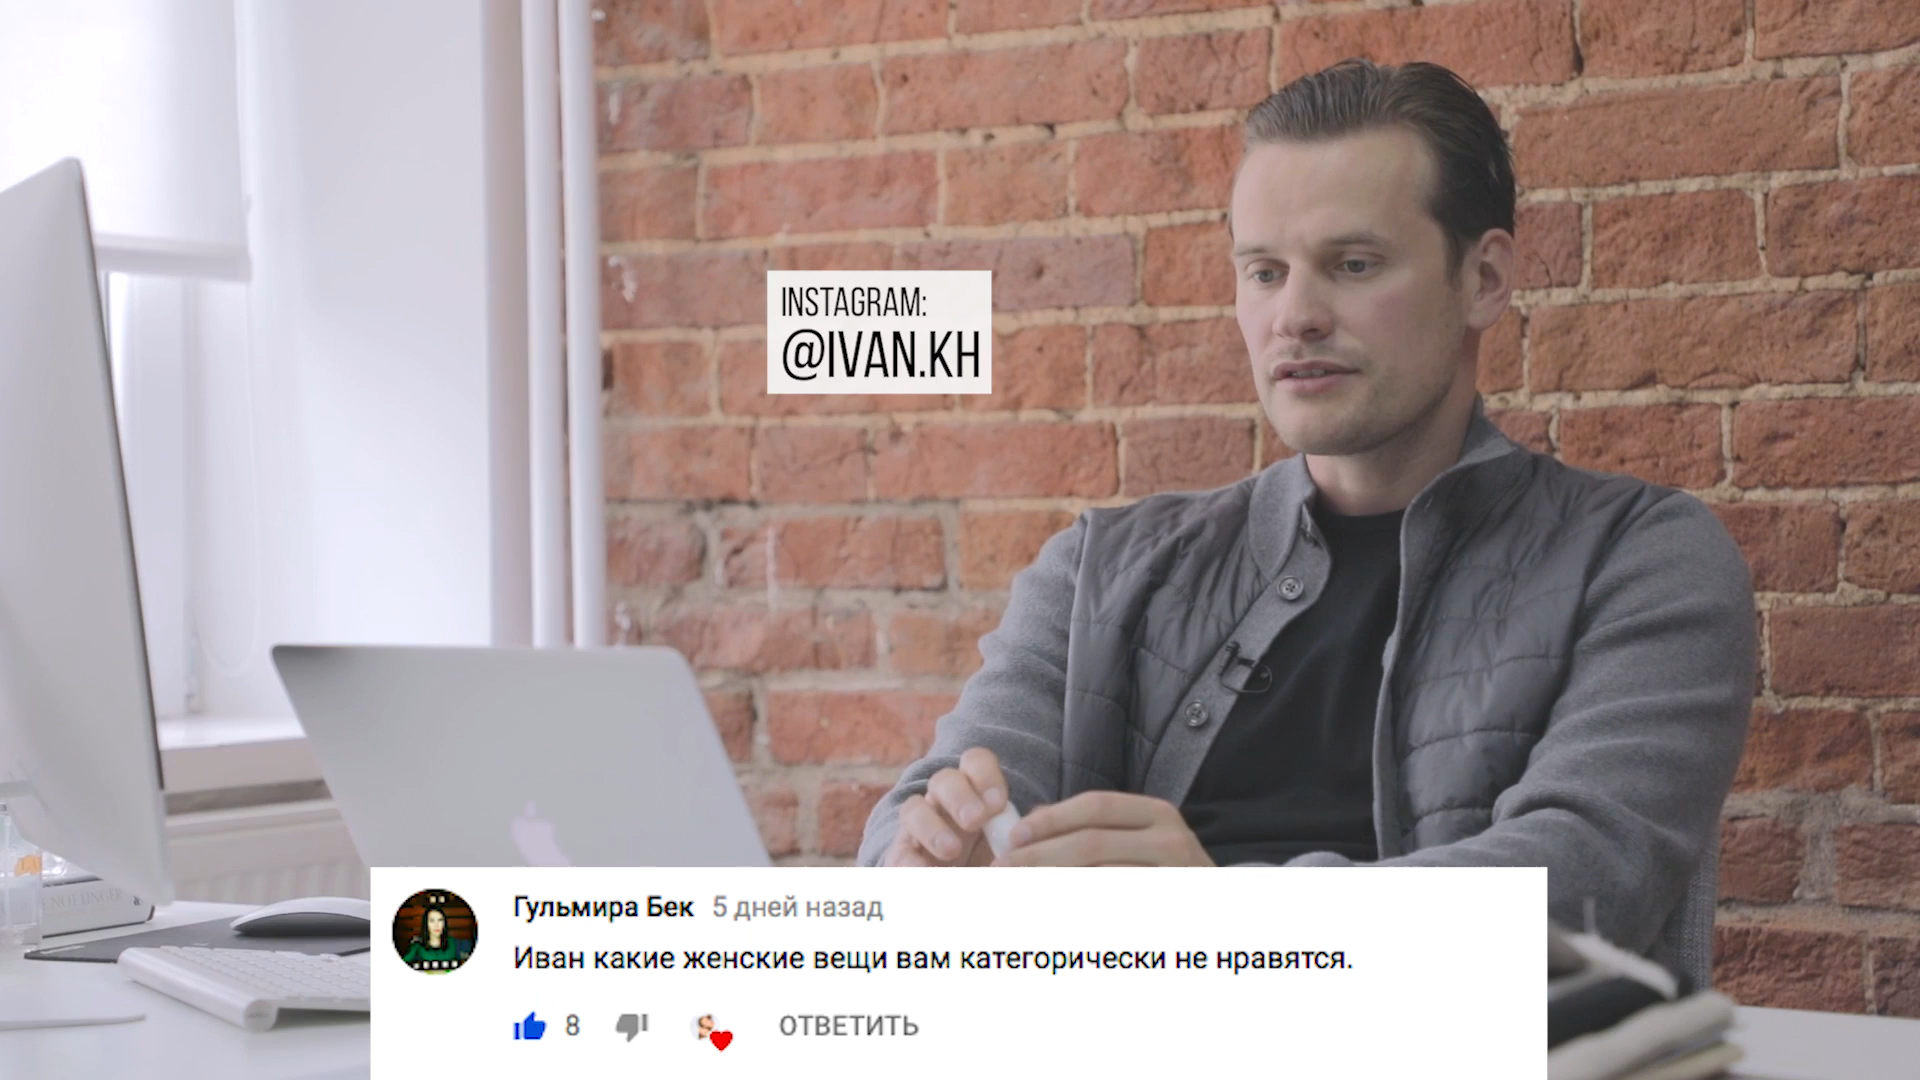 INSTAGRAM:
@IVAN.KH
Гульмира Бек 5 дней назад
Иван какие женские вещи вам категорически не нравятся.
8
ОТВЕТИТЬ